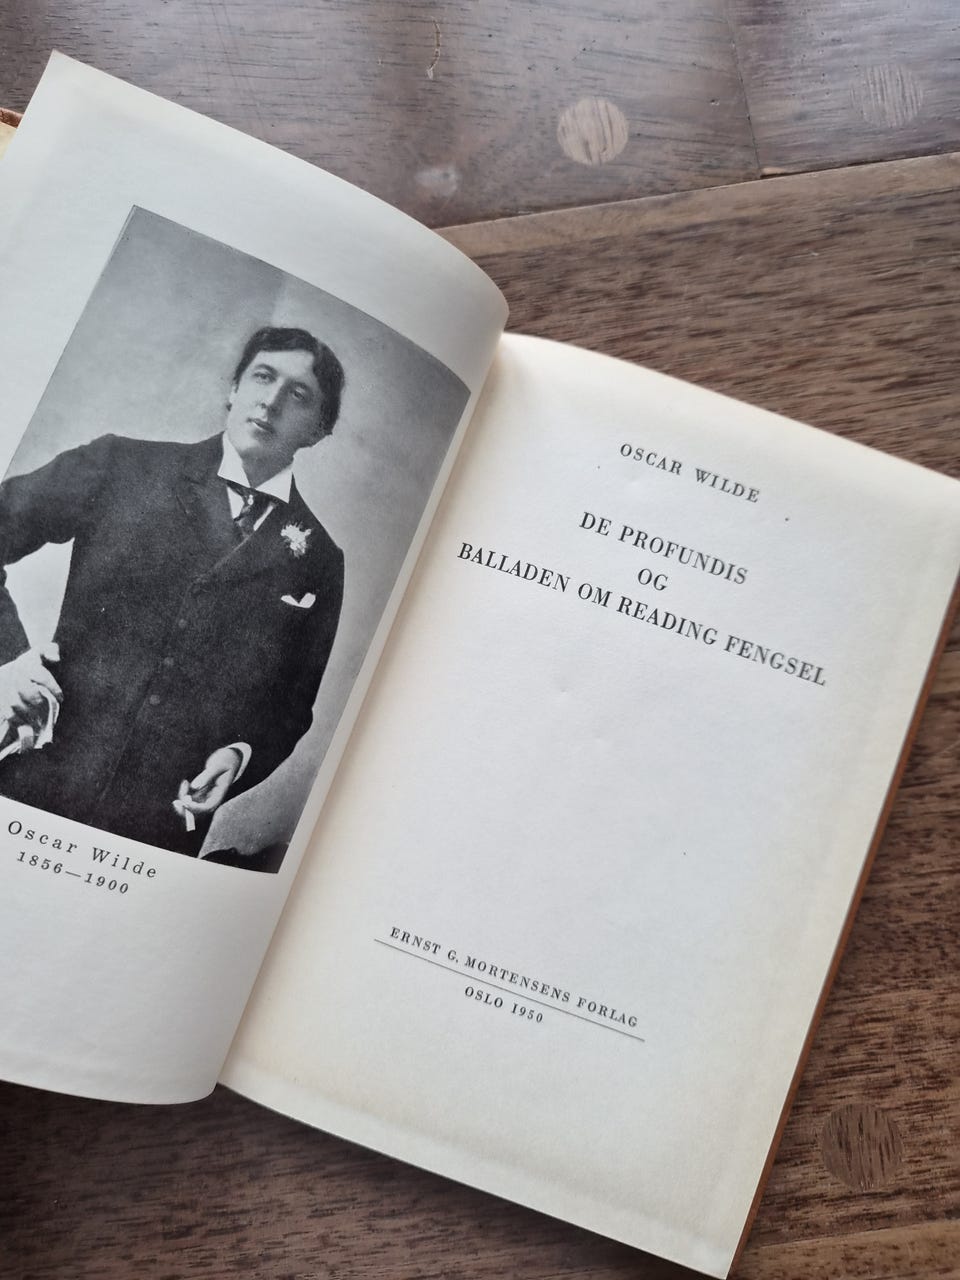 Oscar Wilde
1856—1900
OSCAR WILDE
DE PROFUNDIS
OG
BALLADEN OM READING FENGSEL
ERNST G. MORTENSENS FORLAG
OSLO 1950